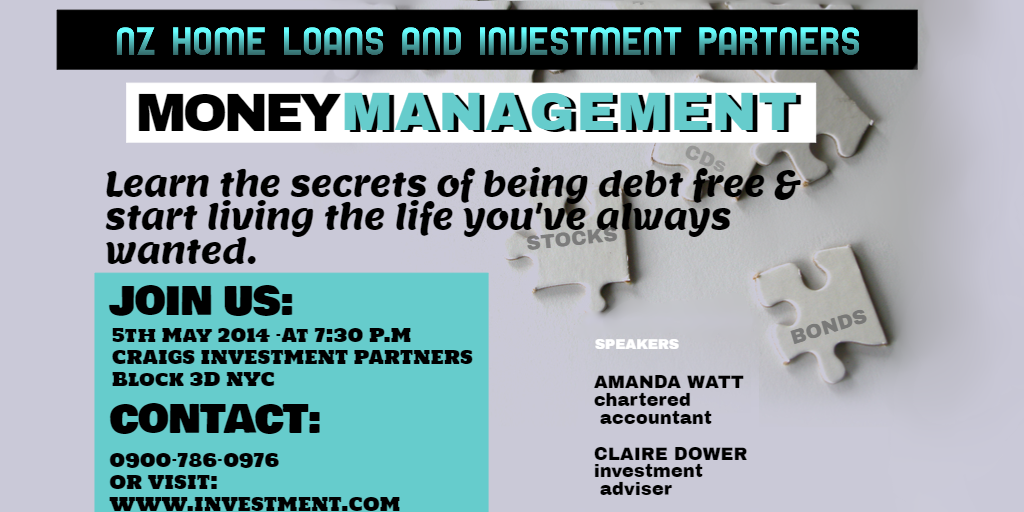 NZ HOME LOANS AND INVESTMENT PARTNERS
MONEY MANAGEMENT
Learn the secrets of being debt free &
start living the life you've always
wanted.
CDs
STOCKS
BONDS
JOIN US:
5TH MAY 2014 -AT 7:30 P.M
CRAIGS INVESTMENT PARTNERS
BLOCK 3D NYC
CONTACT:
0900-786-0976
OR VISIT:
WWW.INVESTMENT.COM
SPEAKERS
AMANDA WATT
chartered
accountant
CLAIRE DOWER
investment
adviser